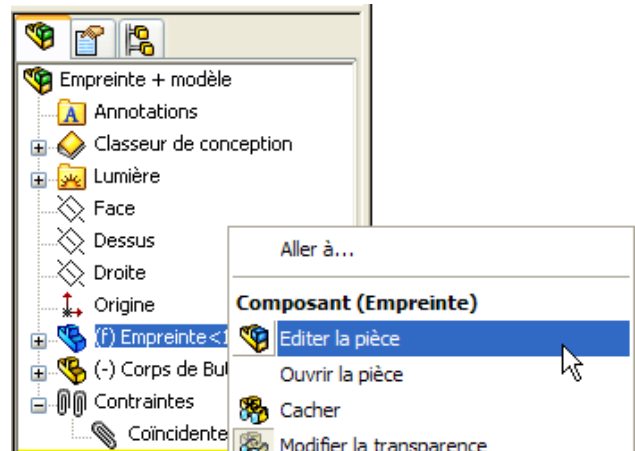 Empreinte + modèle
Annotations
Classeur de conception
Lumière
Face
Dessus
Droite
Origine
(f) Empreinte<1
(-) Corps de Bu
Contraintes
Coïncidente
Aller à...
Composant (Empreinte)
Editer la pièce
Ouvrir la pièce
Cacher
Modifier la transparence